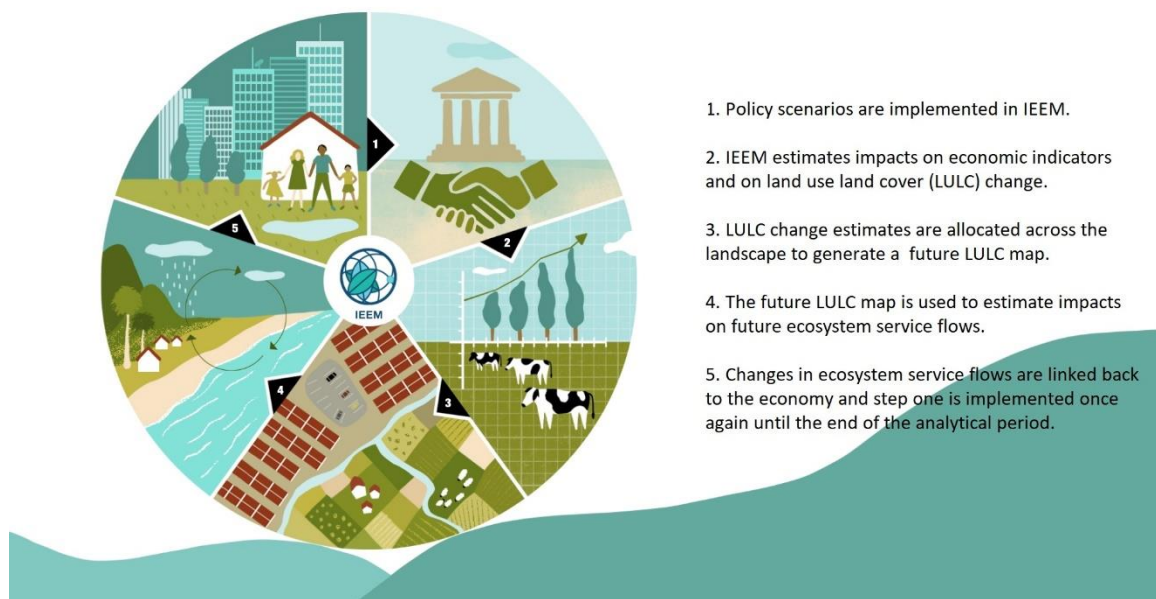 1
2
3
4
5
IEEM
1. Policy scenarios are implemented in IEEM.
2. IEEM estimates impacts on economic indicators
and on land use land cover (LULC) change.
3. LULC change estimates are allocated across the
landscape to generate a future LULC map.
4. The future LULC map is used to estimate impacts
on future ecosystem service flows.
5. Changes in ecosystem service flows are linked back
to the economy and step one is implemented once
again until the end of the analytical period.